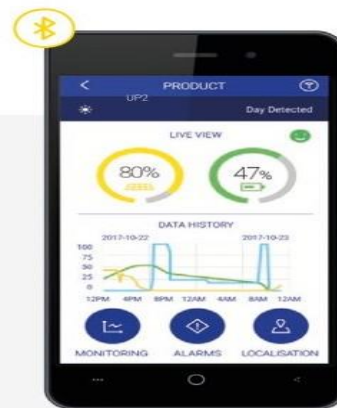 PRODUCT
UP2
Day Detected
LIVE VIEW
80% 47%
DATA HISTORY
2017-10-22 2017-10-23
100
75
50
25
0
12PM 4PM 8PM 12AM 4AM 8AM 12AM
MONITORING ALARMS LOCALISATION